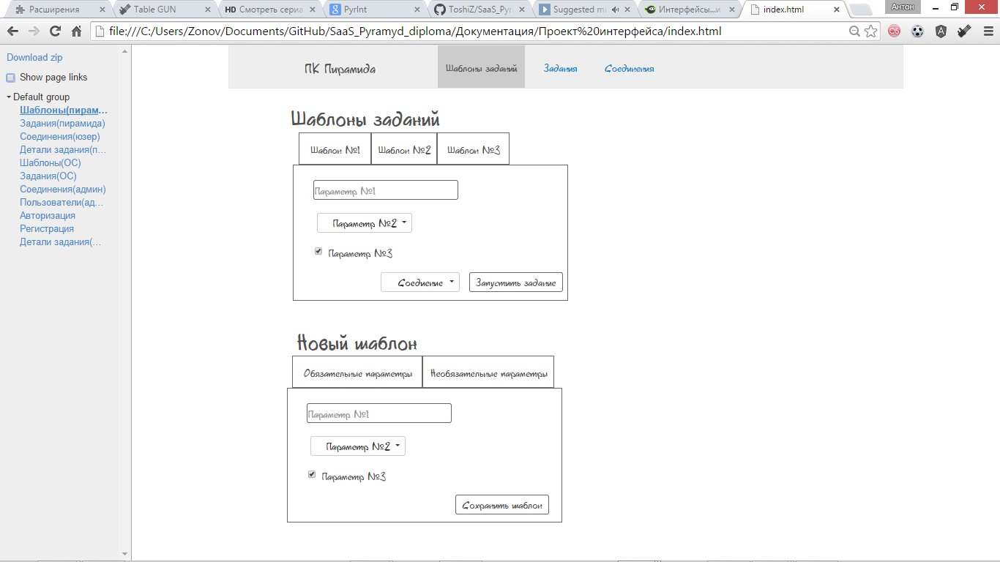 Расширения
Table GUN
HD Смотреть сериа
PyrInt
ToshiZ/SaaS_Pyr
Suggested mu
Интерфейсы...и
index.html
Антон
file:///C:/Users/Zonov/Documents/GitHub/SaaS_Pyramyd_diploma/Документация/Проект%20интерфейса/index.html
Download zip
Show page links
Default group
Шаблоны(пирам...
Задания(пирамида)
Соединения(юзер)
Детали задания(п...
Шаблоны(ОС)
Задания(ОС)
Соединения(админ)
Пользователи(ад...
Авторизация
Регистрация
Детали задания(...
ПК Пирамида
Шаблоны заданий
Задания
Соединения
Шаблоны заданий
Шаблон №1
Шаблон №2
Шаблон №3
Параметр №1
Параметр №2
Параметр №3
Соедиение
Запустить задание
Новый шаблон
Обязательные параметры
Необязательные параметры
Параметр №1
Параметр №2
Параметр №3
Сохранить шаблон